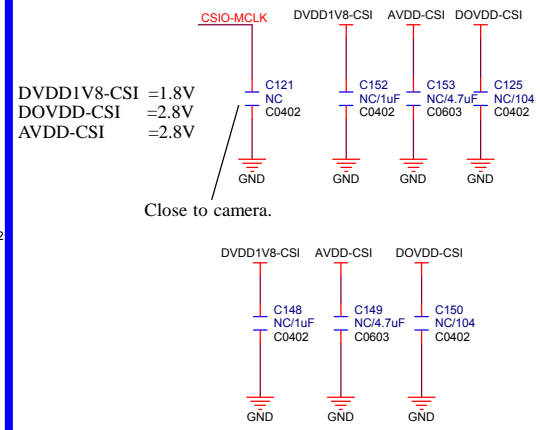 CSIO-MCLK
DVDD1V8-CSI
AVDD-CSI
DOVDD-CSI
DVDD1V8-CSI =1.8V
DOVDD-CSI =2.8V
AVDD-CSI =2.8V
C121
NC
C0402
C152
NC/1uF
C0402
C153
NC/4.7uF
C0603
C125
NC/104
C0402
GND
GND
GND
GND
Close to camera.
2
DVDD1V8-CSI
AVDD-CSI
DOVDD-CSI
C148
NC/1uF
C0402
C149
NC/4.7uF
C0603
C150
NC/104
C0402
GND
GND
GND